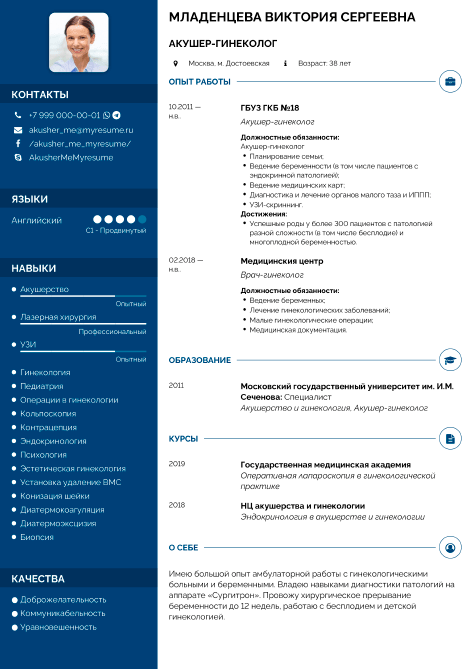 КОНТАКТЫ
+7 999 000-00-01
akusher_me@myresume.ru
/akusher_me_myresume/
AkusherMeMyresume
ЯЗЫКИ
Английский
C1 - Продвинутый
НАВЫКИ
Акушерство
Опытный
Лазерная хирургия
Профессиональный
УЗИ
Опытный
Гинекология
Педиатрия
Операции в гинекологии
Кольпоскопия
Контрацепция
Эндокринология
Психология
Эстетическая гинекология
Установка удаление ВМС
Конизация шейки
Диатермокоагуляция
Диатермоэксцизия
Биопсия
КАЧЕСТВА
Доброжелательность
Коммуникабельность
Уравновешенность
МЛАДЕНЦЕВА ВИКТОРИЯ СЕРГЕЕВНА
АКУШЕР-ГИНЕКОЛОГ
Москва, м. Достоевская Возраст: 38 лет
ОПЫТ РАБОТЫ
10.2011 —
н.в.
ГБУЗ ГКБ №18
Акушер-гинеколог
Должностные обязанности:
Акушер-гинеколог
Планирование семьи;
Ведение беременности (в том числе пациентов с
эндокринной патологией);
Ведение медицинских карт;
Диагностика и лечение органов малого таза и ИППП;
УЗИ-скриннинг.
Достижения:
Успешные роды у более 300 пациентов с патологией
разной сложности (в том числе бесплодие) и
многоплодной беременностью.
02.2018 —
н.в.
Медицинския центр
Врач-гинеколог
Должностные обязанности:
Ведение беременных;
Лечение гинекологических заболеваний;
Малые гинекологические операции;
Медицинская документация.
ОБРАЗОВАНИЕ
2011
Московский государственный университет им. И.М.
Сеченова: Специалист
Акушерство и гинекология, Акушер-гинеколог
КУРСЫ
2019
Государственная медицинская академия
Оперативная лапароскопия в гинекологической
практике
2018
НЦ акушерства и гинекологии
Эндокринология в акушерстве и гинекологии
О СЕБЕ
Имею большой опыт амбулаторной работы с гинекологическими
больными и беременными. Владею навыками диагностики патологий на
аппарате «Сургитрон». Провожу хирургическое прерывание
беременности до 12 недель, работаю с бесплодием и детской
гинекологией.